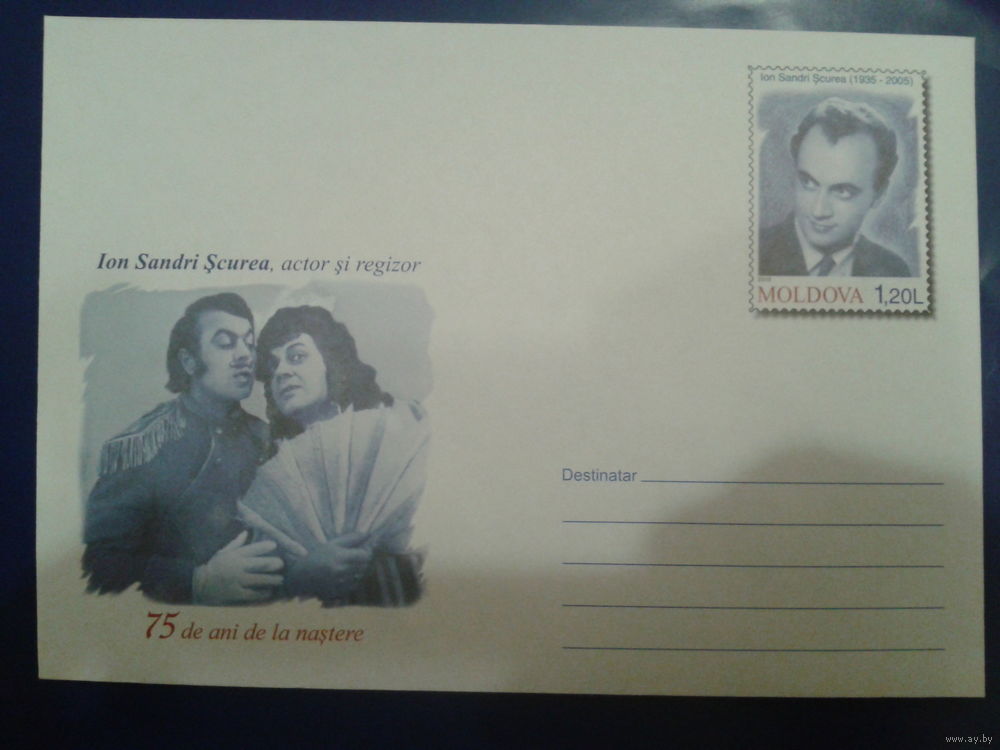 Ion Sandri Şcurea (1935 - 2005)
MOLDOVA 1,20L
Ion Sandri Şcurea, actor şi regizor
75 de ani de la naştere
Destinatar
www.ay.by